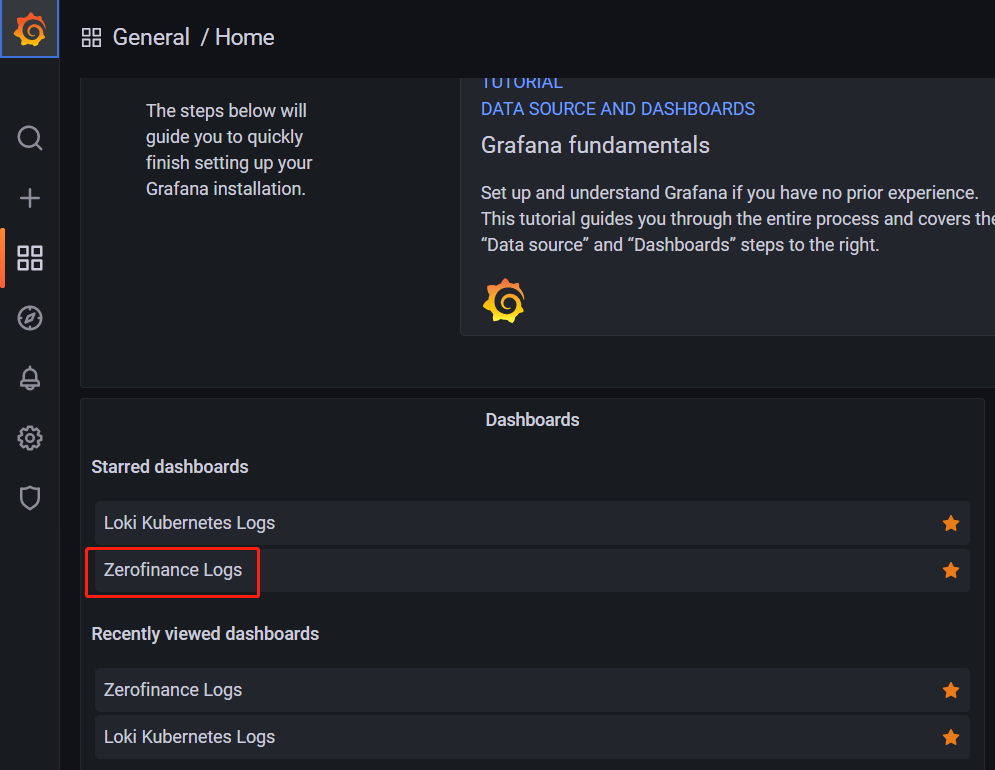 General / Home
The steps below will
guide you to quickly
finish setting up your
Grafana installation.
TUTORIAL
DATA SOURCE AND DASHBOARDS
Grafana fundamentals
Set up and understand Grafana if you have no prior experience.
This tutorial guides you through the entire process and covers the
“Data source” and “Dashboards” steps to the right.
Dashboards
Starred dashboards
Loki Kubernetes Logs
Zerofinance Logs
Recently viewed dashboards
Zerofinance Logs
Loki Kubernetes Logs